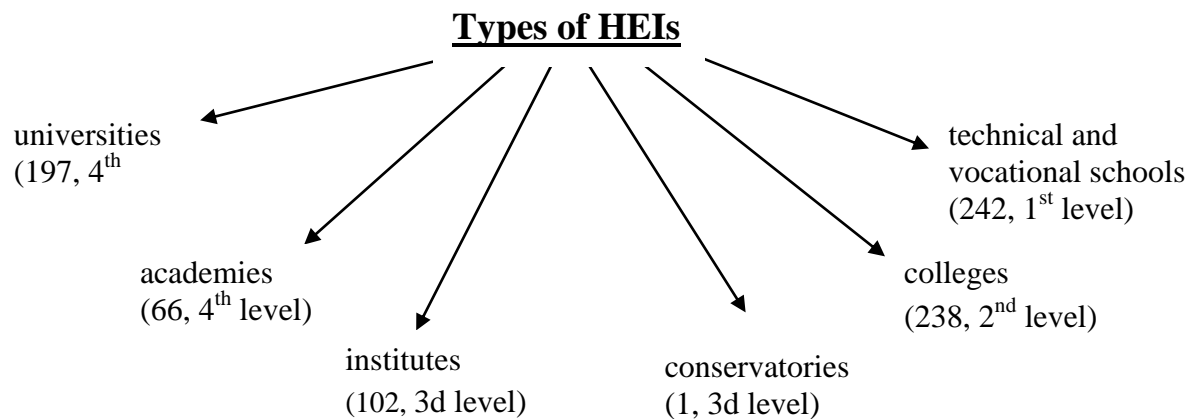 Types of HEIs
universities
(197, 4th
technical and
vocational schools
(242, 1st level)
academies
(66, 4th level)
colleges
(238, 2nd level)
institutes
(102, 3d level)
conservatories
(1, 3d level)